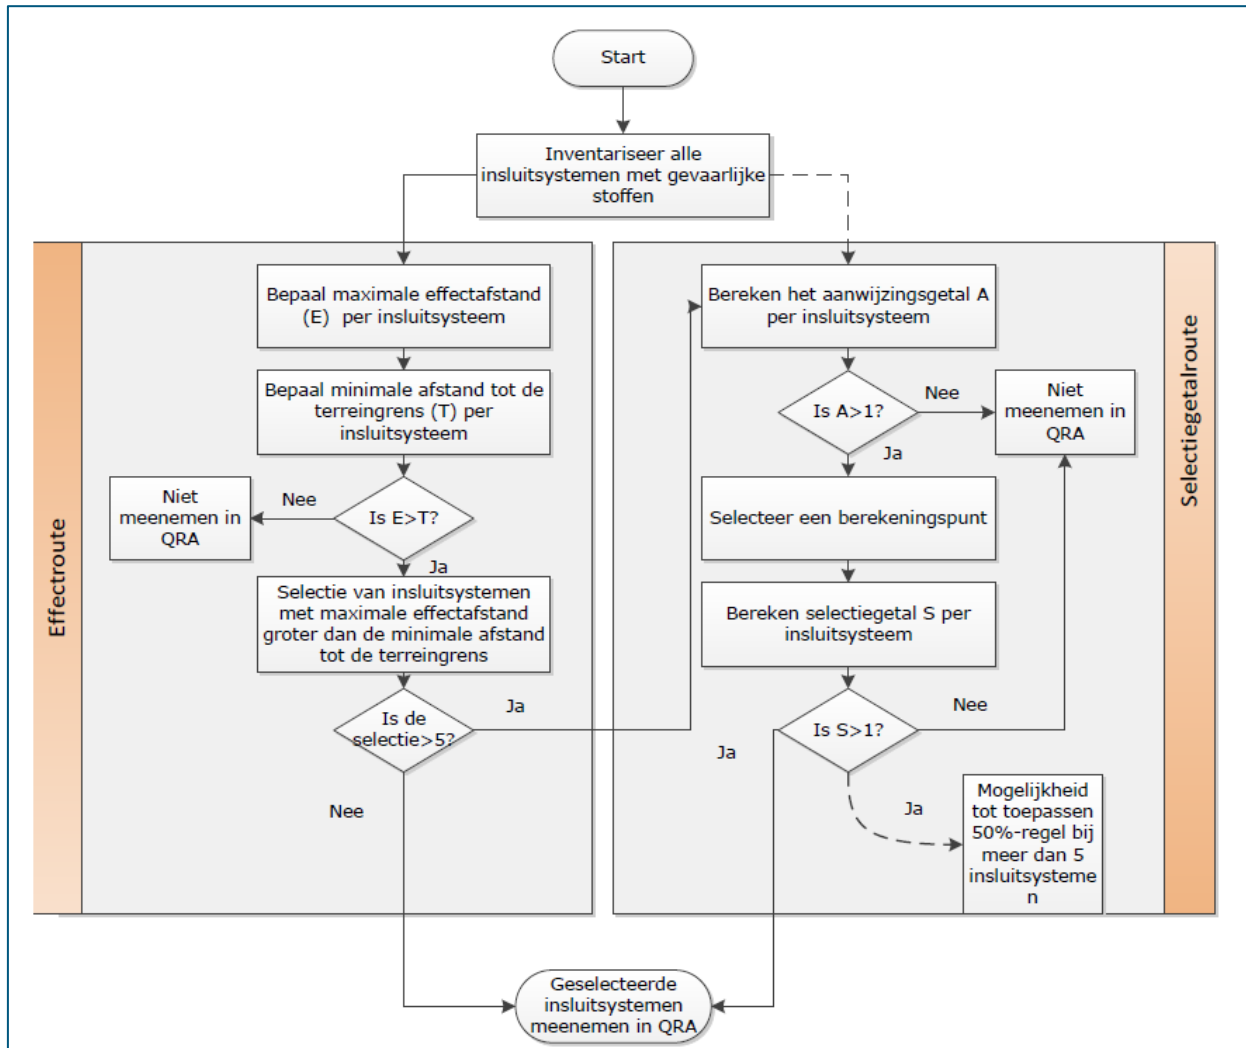 Start
Inventariseer alle
insluitsystemen met gevaarlijke
stoffen
Effectroute
Bepaal maximale effectafstand
(E) per insluitsysteem
Bepaal minimale afstand tot de
terreingrens (T) per
insluitsysteem
Is E>T?
Nee
Niet
meenemen in
QRA
Ja
Selectie van insluitsystemen
met maximale effectafstand
groter dan de minimale afstand
tot de terreingrens
Is de
selectie>5?
Ja
Nee
Selectiegetalroute
Bereken het aanwijzingsgetal A
per insluitsysteem
Is A>1?
Nee
Niet
meenemen in
QRA
Ja
Selecteer een berekeningspunt
Bereken selectiegetal S per
insluitsysteem
Is S>1?
Nee
Ja
Ja
Mogelijkheid
tot toepassen
50%-regel bij
meer dan 5
insluitsysteme
n
Geselecteerde
insluitsystemen
meenemen in QRA